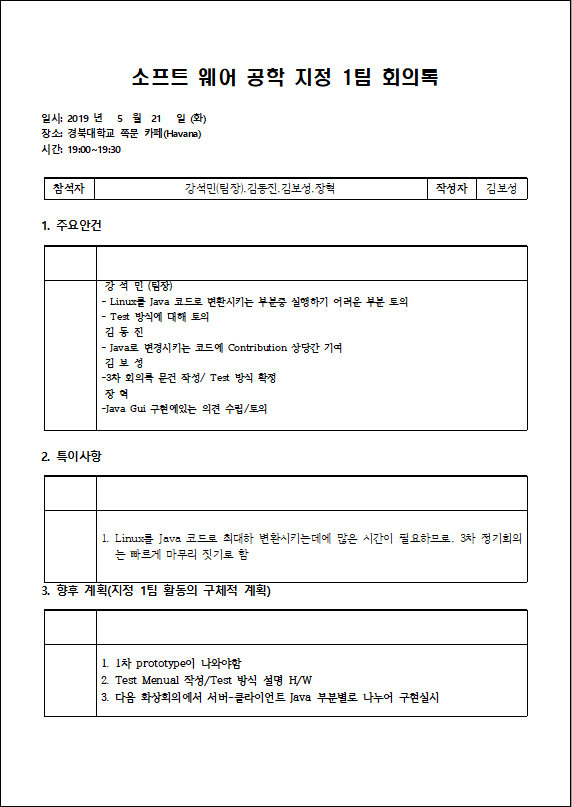 소프트 웨어 공학 지정 1팀 회의록
일시: 2019 년 5 월 21 일 (화)
장소: 경북대학교 쪽문 카페(Havana)
시간: 19:00~19:30
참석자 강석민(팀장),김동진,김보성,장혁 작성자 김보성
1. 주요안건
강 석 민 (팀장)
- Linux를 Java 코드로 변환시키는 부분중 실행하기 어려운 부분 토의
- Test 방식에 대해 토의
김 동 진
- Java로 변경시키는 코드에 Contribution 상당간 기여
김 보 성
-3차 회의록 문건 작성/ Test 방식 확정
장 혁
-Java Gui 구현에있는 의견 수립/토의
2. 특이사항
1. Linux를 Java 코드로 최대하 변환시키는데에 많은 시간이 필요하므로, 3차 정기회의
는 빠르게 마무리 짓기로 함
3. 향후 계획(지정 1팀 활동의 구체적 계획)
1. 1차 prototype이 나와야함
2. Test Menual 작성/Test 방식 설명 H/W
3. 다음 화상회의에서 서버-클라이언트 Java 부분별로 나누어 구현실시